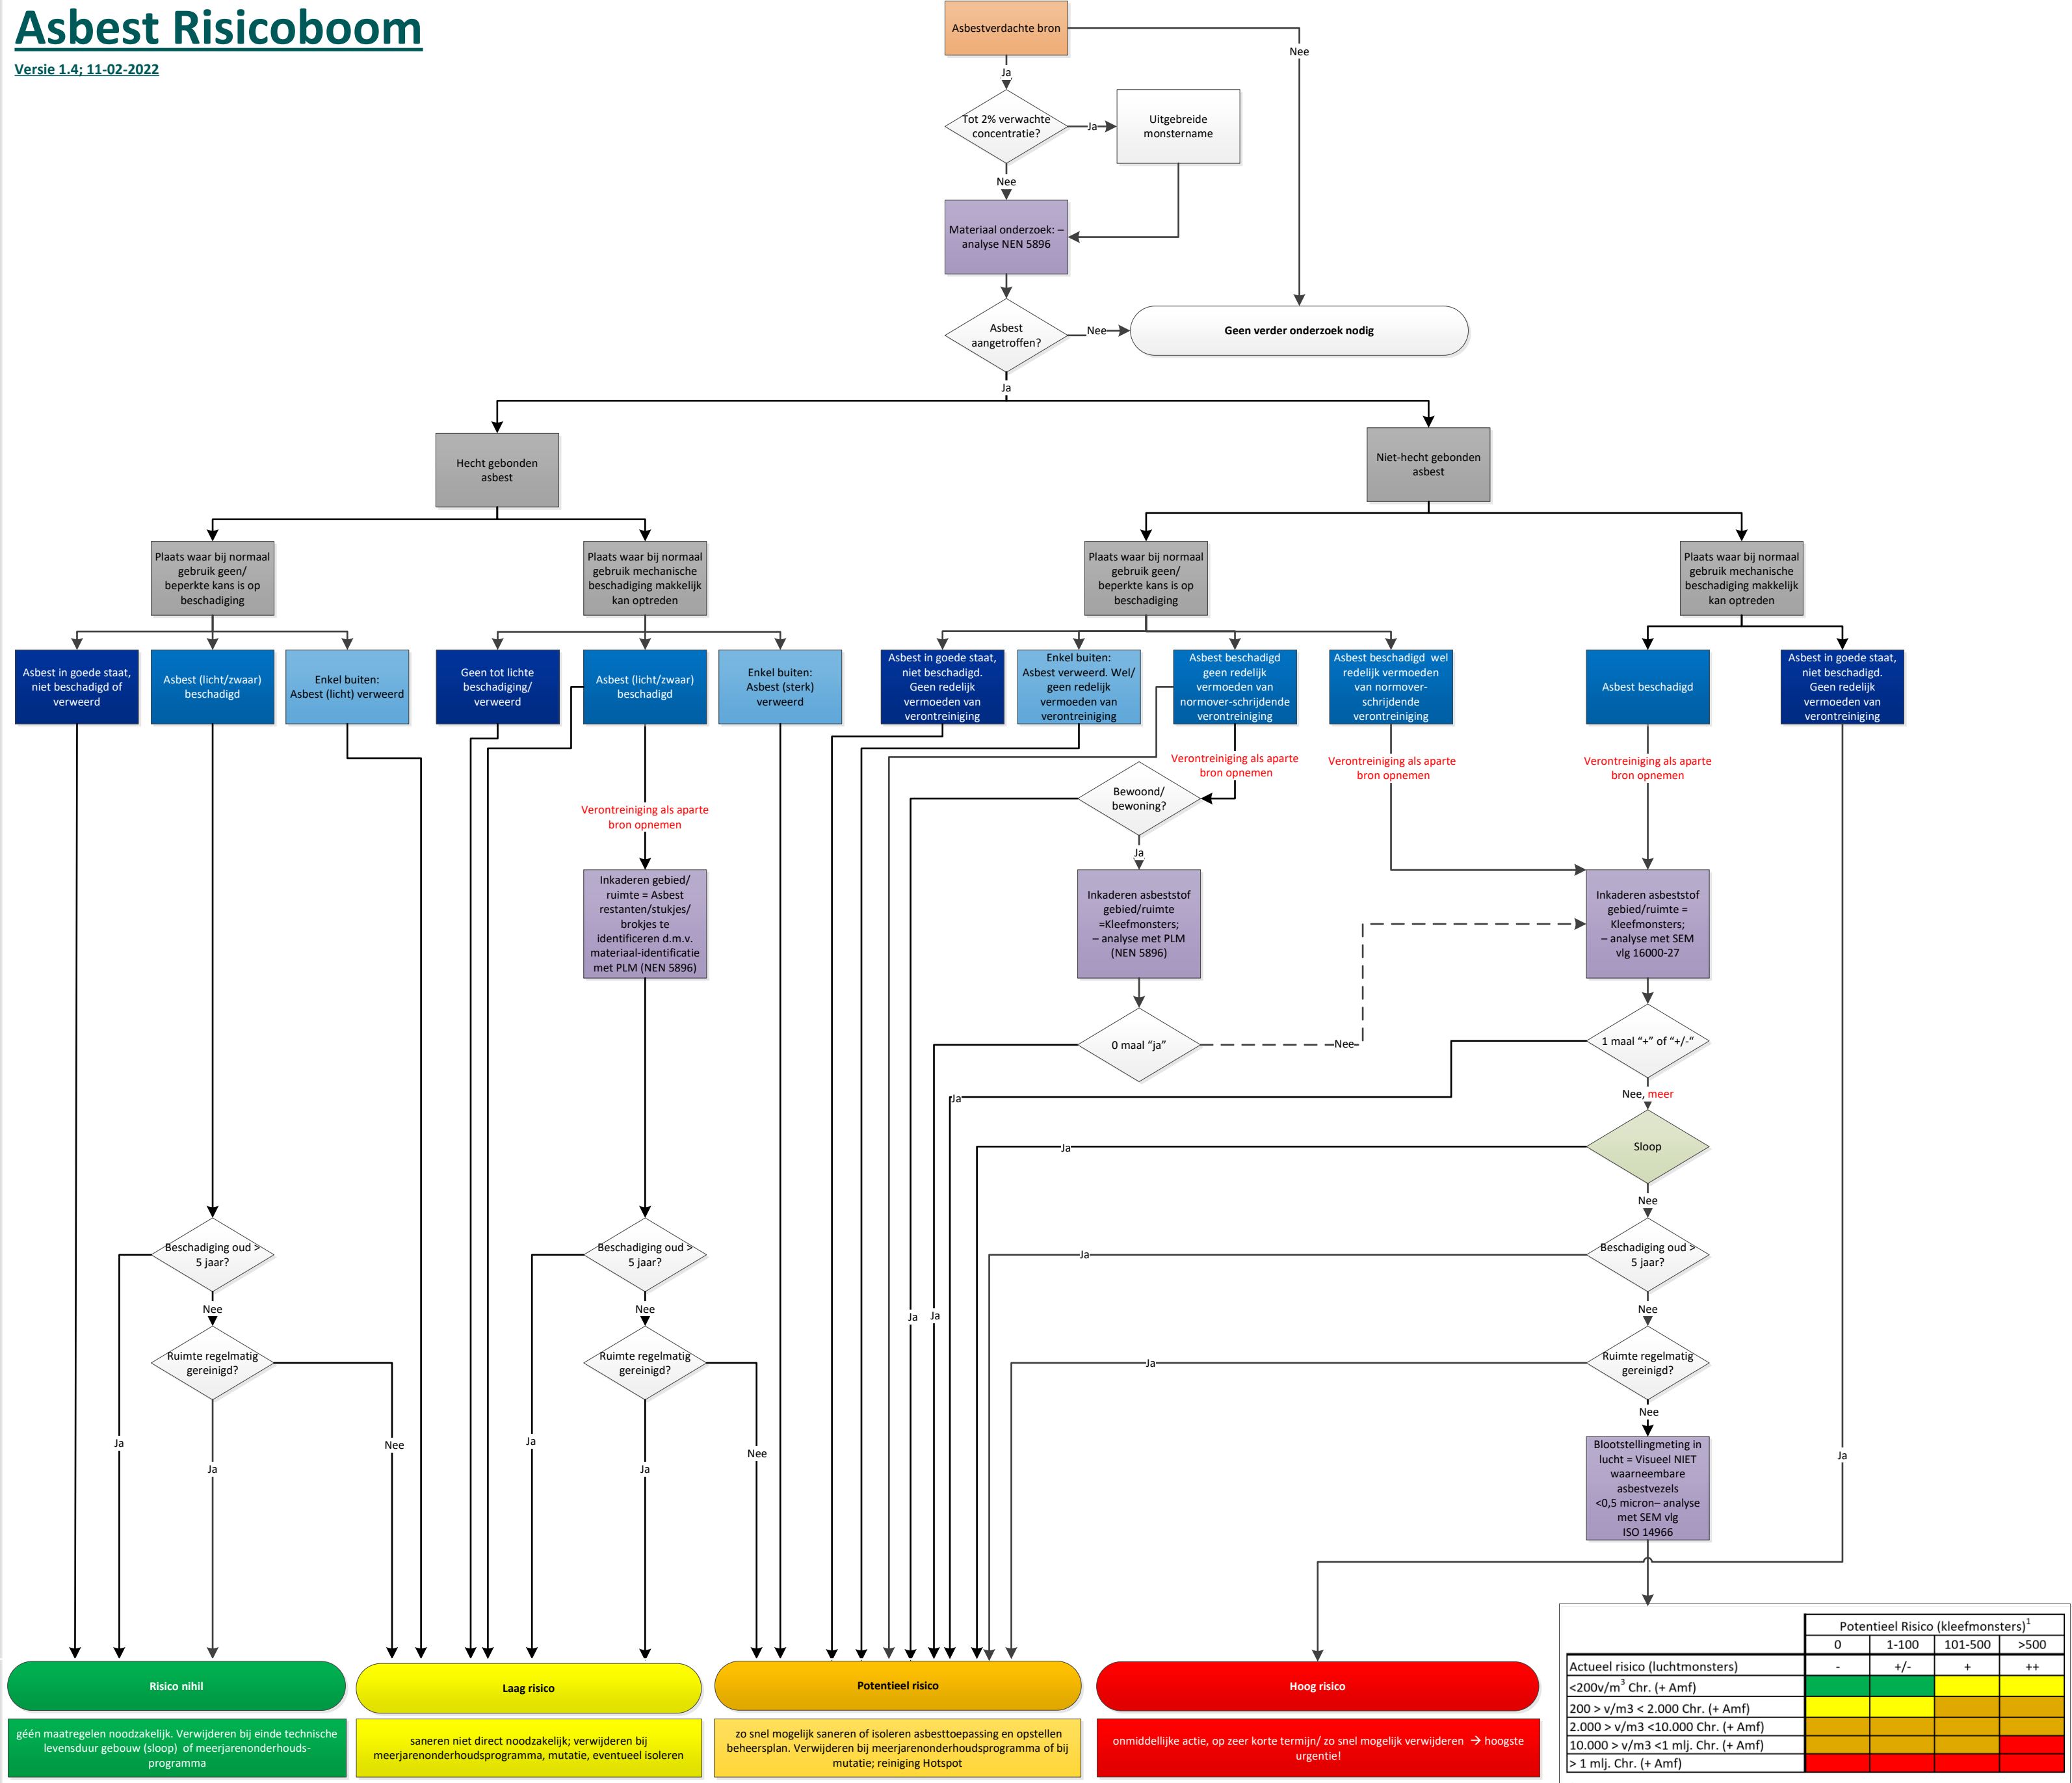 Asbest Risicoboom
Versie 1.4; 11-02-2022
Asbestverdachte bron
Nee
Ja
Tot 2% verwachte
concentratie?
Ja
Uitgebreide
monstername
Nee
Materiaal onderzoek: –
analyse NEN 5896
Asbest
aangetroffen?
Nee
Geen verder onderzoek nodig
Ja
Hecht gebonden
asbest
Niet-hecht gebonden
asbest
Plaats waar bij normaal
gebruik geen/
beperkte kans is op
beschadiging
Plaats waar bij normaal
gebruik mechanische
beschadiging makkelijk
kan optreden
Plaats waar bij normaal
gebruik geen/
beperkte kans is op
beschadiging
Plaats waar bij normaal
gebruik mechanische
beschadiging makkelijk
kan optreden
Asbest in goede staat,
niet beschadigd of
verweerd
Asbest (licht/zwaar)
beschadigd
Enkel buiten:
Asbest (licht) verweerd
Geen tot lichte
beschadiging/
verweerd
Asbest (licht/zwaar)
beschadigd
Enkel buiten:
Asbest (sterk)
verweerd
Asbest in goede staat,
niet beschadigd.
Geen redelijk
vermoeden van
verontreiniging
Enkel buiten:
Asbest verweerd. Wel/
geen redelijk
vermoeden van
verontreiniging
Asbest beschadigd
geen redelijk
vermoeden van
normover-schrijdende
verontreiniging
Asbest beschadigd wel
redelijk vermoeden
van normover-
schrijdende
verontreiniging
Asbest beschadigd
Asbest in goede staat,
niet beschadigd.
Geen redelijk
vermoeden van
verontreiniging
Verontreiniging als aparte
bron opnemen
Verontreiniging als aparte
bron opnemen
Verontreiniging als aparte
bron opnemen
Verontreiniging als aparte
bron opnemen
Bewoond/
bewoning?
Ja
Inkaderen gebied/
ruimte = Asbest
restanten/stukjes/
brokjes te
identificeren d.m.v.
materiaal-identificatie
met PLM (NEN 5896)
Inkaderen asbeststof
gebied/ruimte
=Kleefmonsters;
– analyse met PLM
(NEN 5896)
Inkaderen asbeststof
gebied/ruimte =
Kleefmonsters;
– analyse met SEM
vlg 16000-27
0 maal “ja”
Nee
1 maal “+” of “+/-“
Ja
Nee, meer
Ja
Sloop
Nee
Beschadiging oud >
5 jaar?
Beschadiging oud >
5 jaar?
Ja
Beschadiging oud >
5 jaar?
Nee
Nee
Nee
Ja
Ja
Ruimte regelmatig
gereinigd?
Ruimte regelmatig
gereinigd?
Ja
Ruimte regelmatig
gereinigd?
Nee
Ja
Nee
Ja
Nee
Ja
Ja
Ja
Blootstellingmeting in
lucht = Visueel NIET
waarneembare
asbestvezels
<0,5 micron– analyse
met SEM vlg
ISO 14966
Risico nihil
Laag risico
Potentieel risico
Hoog risico
géén maatregelen noodzakelijk. Verwijderen bij einde technische
levensduur gebouw (sloop) of meerjarenonderhouds-
programma
saneren niet direct noodzakelijk; verwijderen bij
meerjarenonderhoudsprogramma, mutatie, eventueel isoleren
zo snel mogelijk saneren of isoleren asbesttoepassing en opstellen
beheersplan. Verwijderen bij meerjarenonderhoudsprogramma of bij
mutatie; reiniging Hotspot
onmiddellijke actie, op zeer korte termijn/ zo snel mogelijk verwijderen → hoogste
urgentie!
Potentieel Risico (kleefmonsters)1
0 1-100 101-500 >500
Actueel risico (luchtmonsters) - +/- + ++
<200v/m3 Chr. (+ Amf)
200 > v/m3 < 2.000 Chr. (+ Amf)
2.000 > v/m3 <10.000 Chr. (+ Amf)
10.000 > v/m3 <1 mlj. Chr. (+ Amf)
> 1 mlj. Chr. (+ Amf)